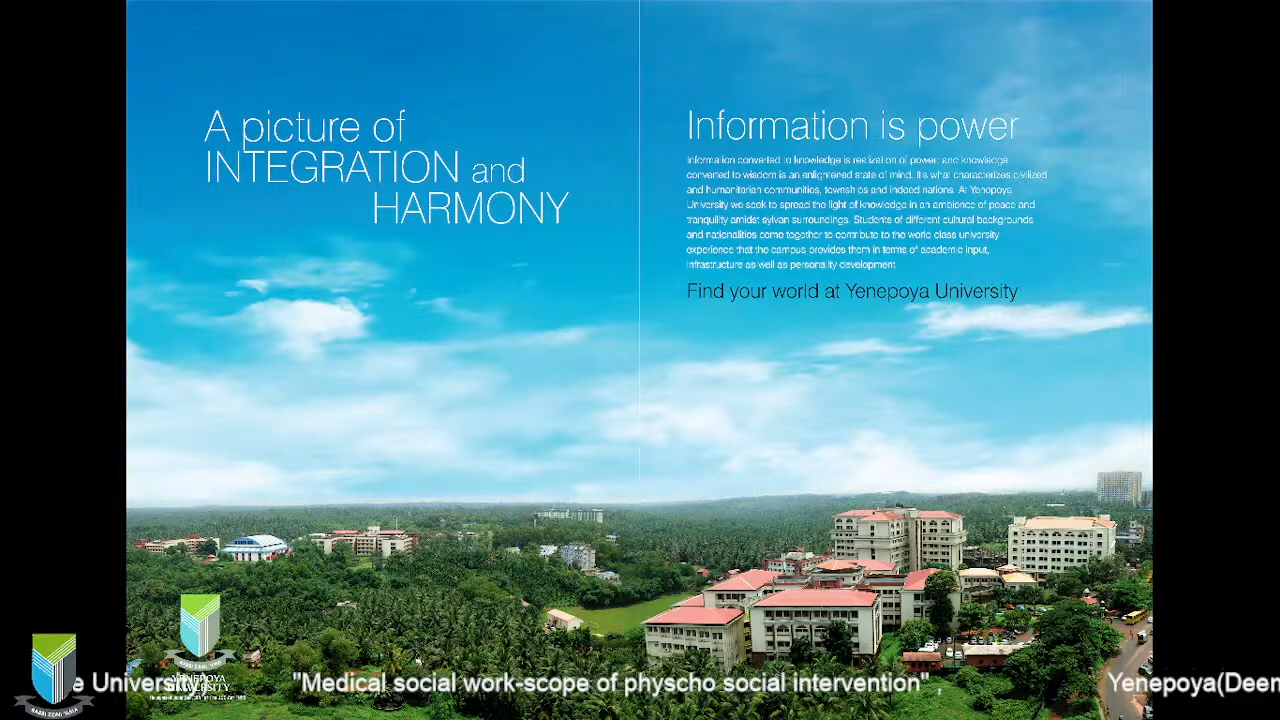 A picture of
INTEGRATION and
HARMONY
Information is power
Information converted to knowledge is realization of power; and knowledge
converted to wisdom is an enlightened state of mind. It's what characterizes civilized
and humanitarian communities, townships and indeed nations. At Yenepoya
University we seek to spread the light of knowledge in an ambience of peace and
tranquility amidst sylvan surroundings. Students of different cultural backgrounds
and nationalities come together to contribute to the world class university
experience that the campus provides them in terms of academic input,
infrastructure as well as personality development
Find your world at Yenepoya University
YENEPOYA
UNIVERSITY
e Univers "Medical social work-scope of physcho social intervention" , Yenepoya(Deem